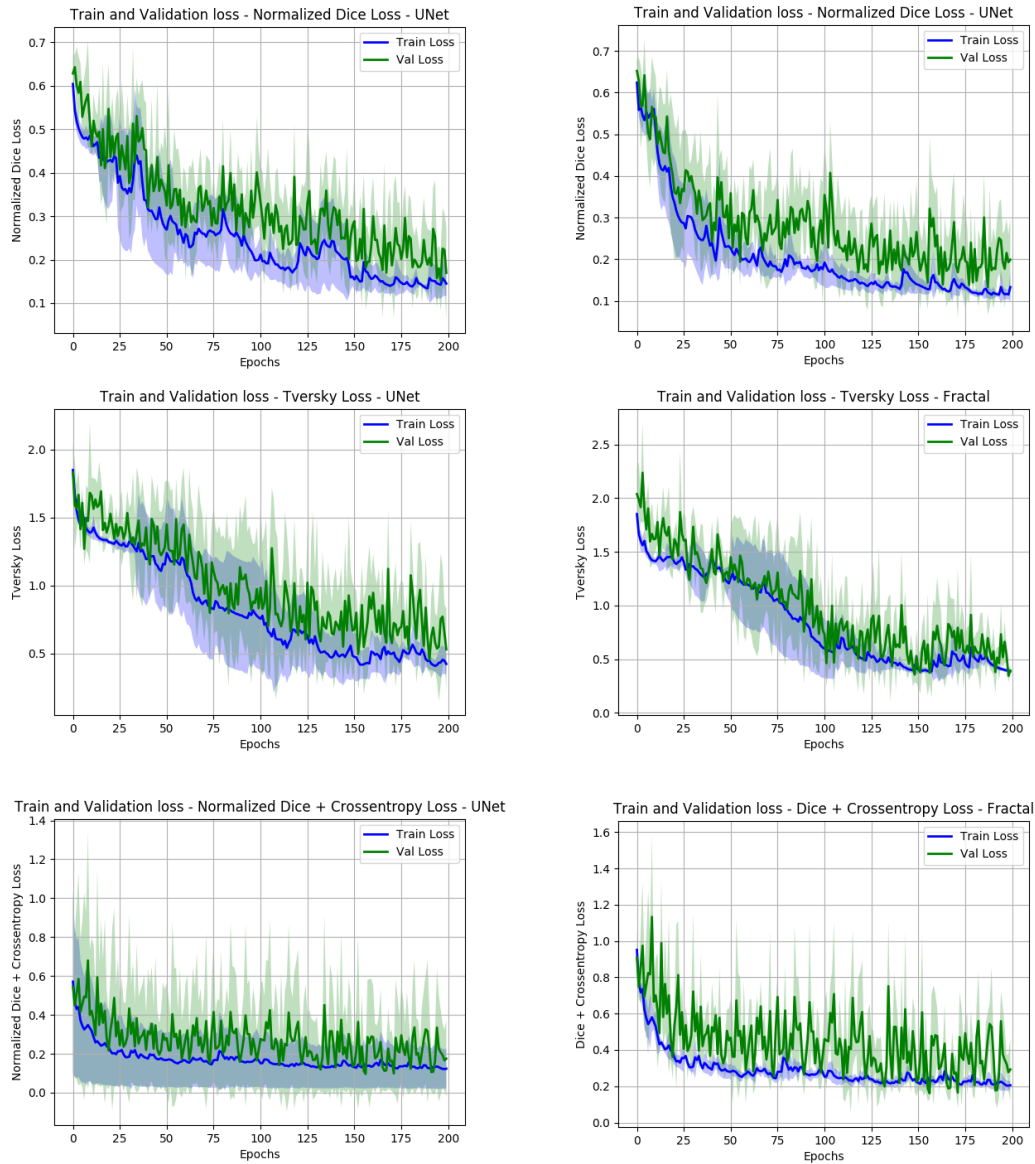 Train and Validation loss - Normalized Dice Loss - UNet
0.7
0.6
0.5
0.4
0.3
0.2
0.1
Normalized Dice Loss
Train Loss
Val Loss
0 25 50 75 100 125 150 175 200
Epochs
Train and Validation loss - Normalized Dice Loss - UNet
0.7
0.6
0.5
0.4
0.3
0.2
0.1
Normalized Dice Loss
Train Loss
Val Loss
0 25 50 75 100 125 150 175 200
Epochs
Train and Validation loss - Tversky Loss - UNet
2.0
1.5
1.0
0.5
Tversky Loss
Train Loss
Val Loss
0 25 50 75 100 125 150 175 200
Epochs
Train and Validation loss - Tversky Loss - Fractal
2.5
2.0
1.5
1.0
0.5
0.0
Tversky Loss
Train Loss
Val Loss
0 25 50 75 100 125 150 175 200
Epochs
Train and Validation loss - Normalized Dice + Crossentropy Loss - UNet
1.4
1.2
1.0
0.8
0.6
0.4
0.2
0.0
Normalized Dice + Crossentropy Loss
Train Loss
Val Loss
0 25 50 75 100 125 150 175 200
Epochs
Train and Validation loss - Dice + Crossentropy Loss - Fractal
1.6
1.4
1.2
1.0
0.8
0.6
0.4
0.2
0.0
Dice + Crossentropy Loss
Train Loss
Val Loss
0 25 50 75 100 125 150 175 200
Epochs